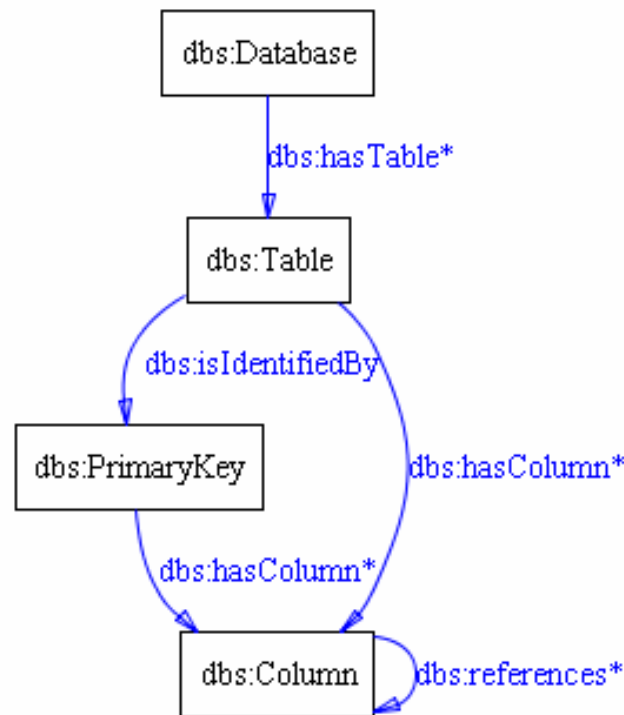 dbs:Database
dbs:hasTable*
dbs:Table
dbs:isIdentifiedBy
dbs:PrimaryKey
dbs:hasColumn*
dbs:hasColumn*
dbs:Column
dbs:references*